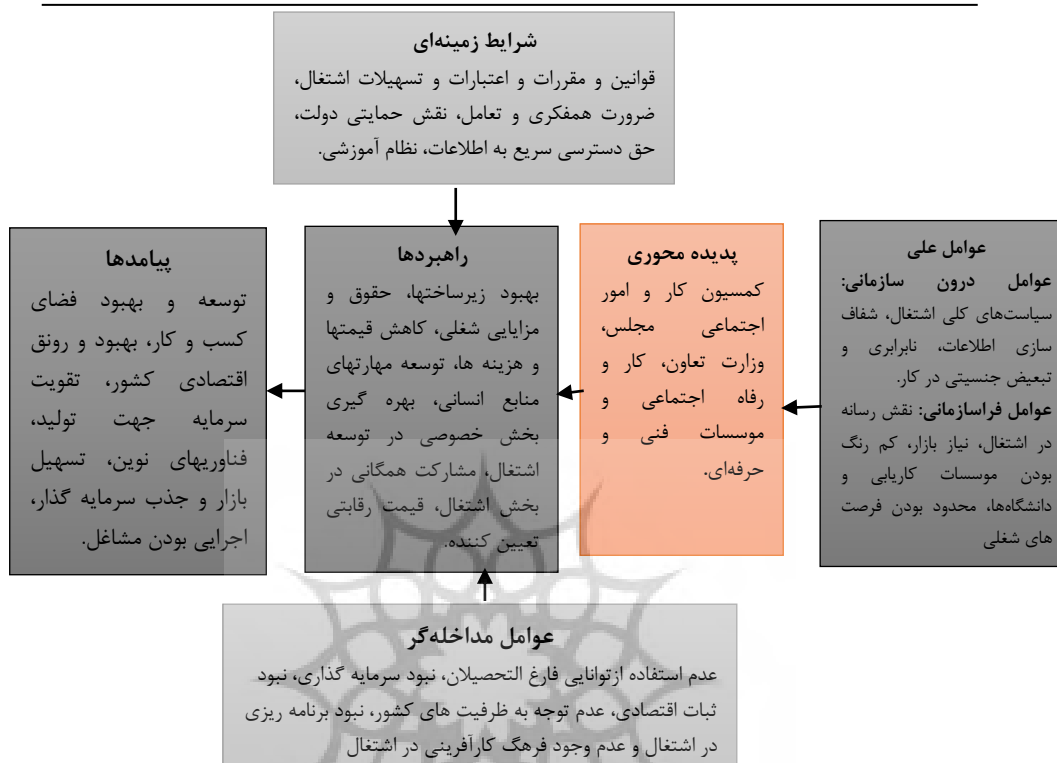 شرایط زمینه‌ای
قوانین و مقررات و اعتبارات و تسهیلات اشتغال،
ضرورت همفکری و تعامل، نقش حمایتی دولت،
حق دسترسی سریع به اطلاعات، نظام آموزشی.
عوامل علی
عوامل درون سازمانی:
سیاست‌های کلی اشتغال، شفاف
سازی اطلاعات، نابرابری و
تبعیض جنسیتی در کار.
عوامل فراسازمانی: نقش رسانه
در اشتغال، نیاز بازار، کم رنگ
بودن موسسات کاریابی و
دانشگاه‌ها، محدود بودن فرصت
های شغلی
پدیده محوری
کمسیون کار و امور
اجتماعی مجلس،
وزارت تعاون، کار و
رفاه اجتماعی و
موسسات فنی و
حرفه‌ای.
راهبردها
بهبود زیرساختها، حقوق و
مزایایی شغلی، کاهش قیمتها
و هزینه ها، توسعه مهارتهای
منابع انسانی، بهره گیری
بخش خصوصی در توسعه
اشتغال، مشارکت همگانی در
بخش اشتغال، قیمت رقابتی
تعیین کننده.
پیامدها
توسعه و بهبود فضای
کسب و کار، بهبود و رونق
اقتصادی کشور، تقویت
سرمایه جهت تولید،
فناوریهای نوین، تسهیل
بازار و جذب سرمایه گذار،
اجرایی بودن مشاغل.
عوامل مداخله‌گر
عدم استفاده ازتوانایی فارغ التحصیلان، نبود سرمایه گذاری، نبود
ثبات اقتصادی، عدم توجه به ظرفیت های کشور، نبود برنامه ریزی
در اشتغال و عدم وجود فرهنگ کارآفرینی در اشتغال